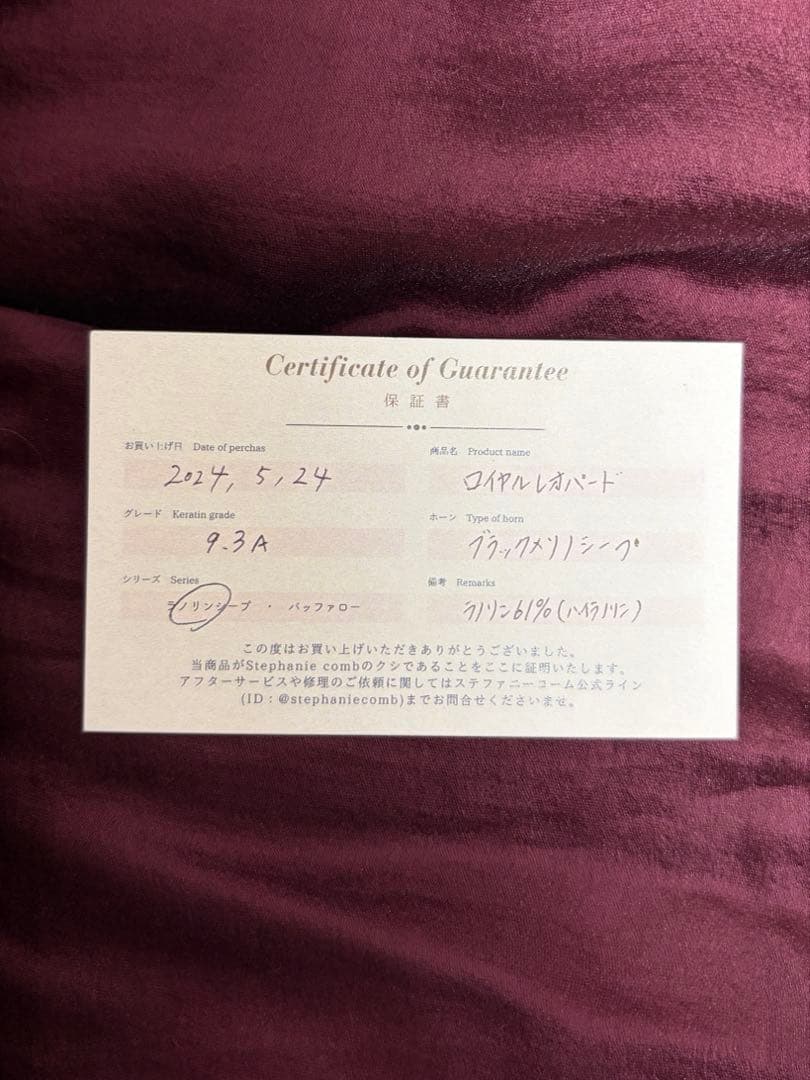 Certificate of Guarantee
保証書
お買い上げ日 Date of perchas
2024, 5, 24
商品名 Product name
ロイヤルレオパード
グレード Keratin grade
9.3A
ホーン Type of horn
ブラックメリノシープ
シリーズ Series
ラノリンシープ ・ バッファロー
備考 Remarks
ラノリン61%(ハイラノリン)
この度はお買い上げいただきありがとうございました。
当商品がStephanie combのクシであることをここに証明いたします。
アフターサービスや修理のご依頼に関してはステファニーコーム公式ライン
(ID：@stephaniecomb)までお問合せくださいませ。